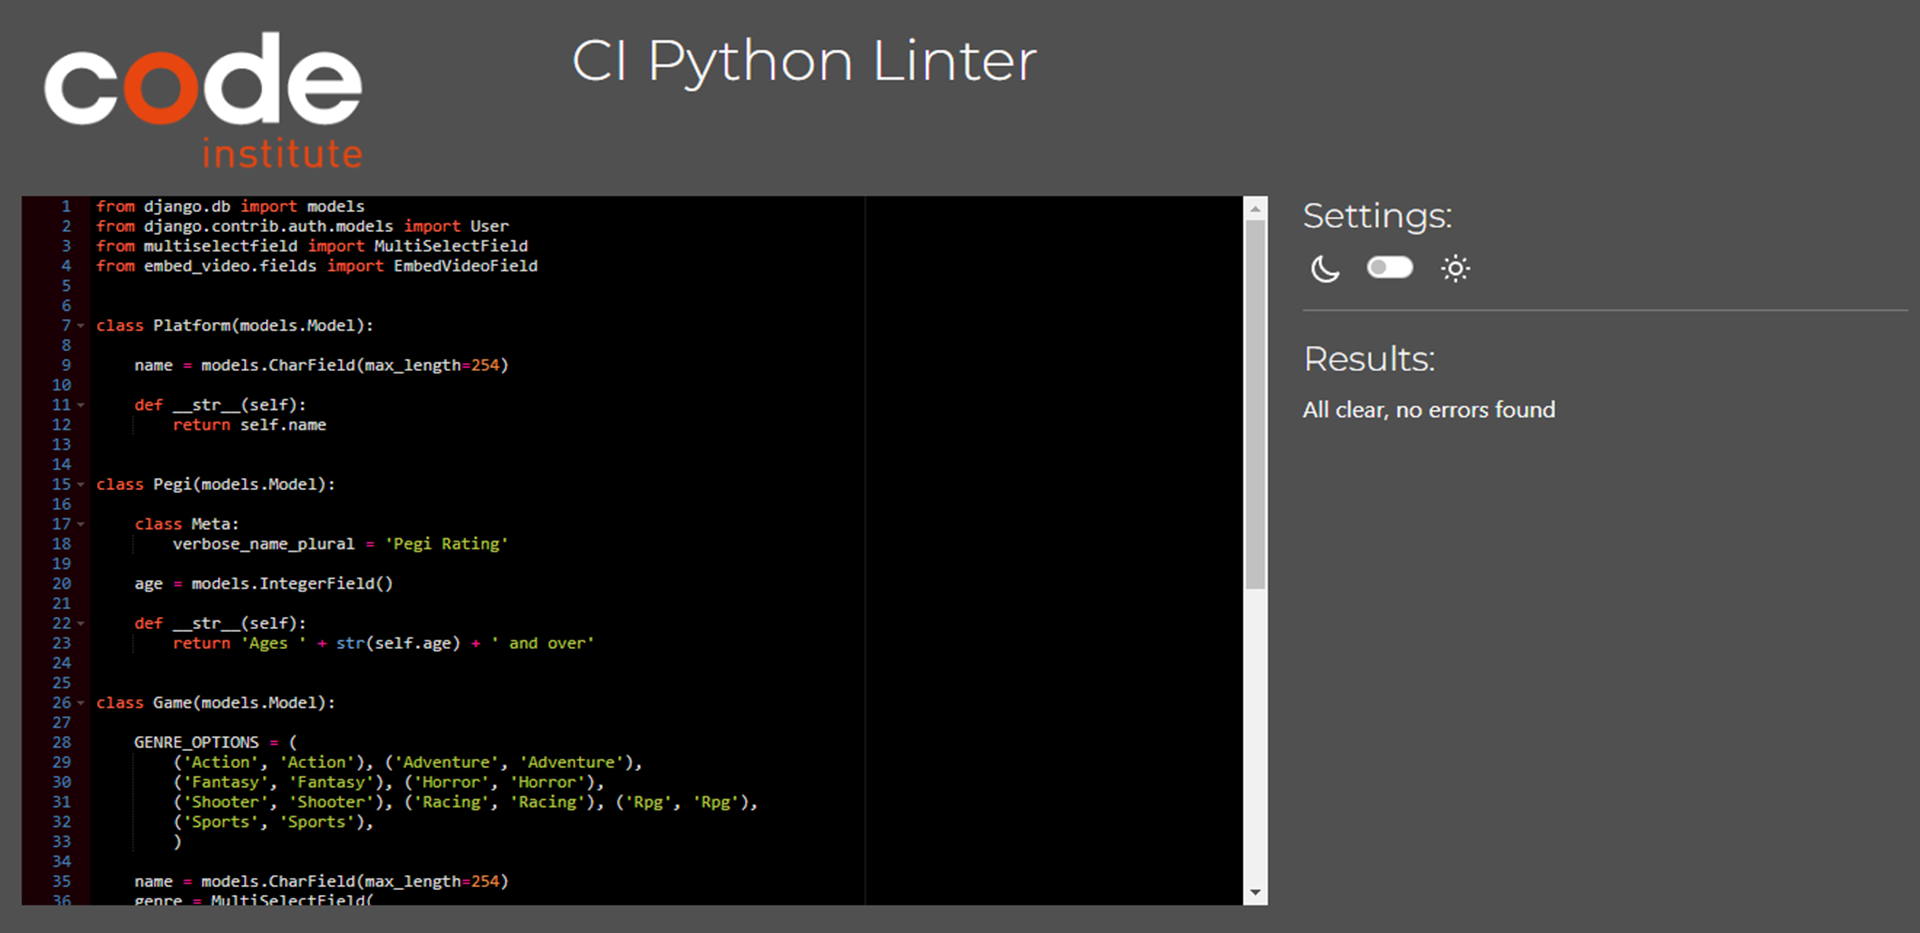 code
institute
CI Python Linter
1 from django.db import models
2 from django.contrib.auth.models import User
3 from multiselectfield import MultiSelectField
4 from embed_video.fields import EmbedVideoField
5
6
7 class Platform(models.Model):
8
9 name = models.CharField(max_length=254)
10
11 def __str__(self):
12 return self.name
13
14
15 class Pegi(models.Model):
16
17 class Meta:
18 verbose_name_plural = 'Pegi Rating'
19
20 age = models.IntegerField()
21
22 def __str__(self):
23 return 'Ages ' + str(self.age) + ' and over'
24
25
26 class Game(models.Model):
27
28 GENRE_OPTIONS = (
29 ('Action', 'Action'), ('Adventure', 'Adventure'),
30 ('Fantasy', 'Fantasy'), ('Horror', 'Horror'),
31 ('Shooter', 'Shooter'), ('Racing', 'Racing'), ('Rpg', 'Rpg'),
32 ('Sports', 'Sports'),
33 )
34
35 name = models.CharField(max_length=254)
36 genre = MultiSelectField(
Settings:
Results:
All clear, no errors found